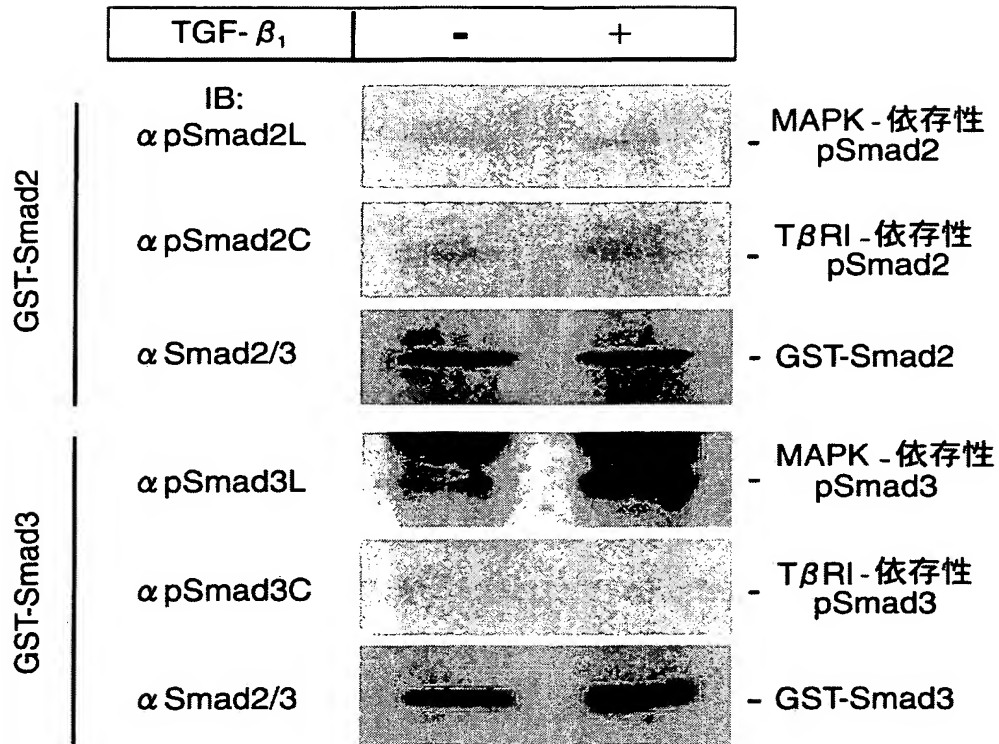 TGF- β₁ - +
IB:
GST-Smad2
α pSmad2L
MAPK - 依存性
pSmad2
α pSmad2C
TβRI - 依存性
pSmad2
α Smad2/3
GST-Smad2
GST-Smad3
α pSmad3L
MAPK - 依存性
pSmad3
α pSmad3C
TβRI - 依存性
pSmad3
α Smad2/3
GST-Smad3